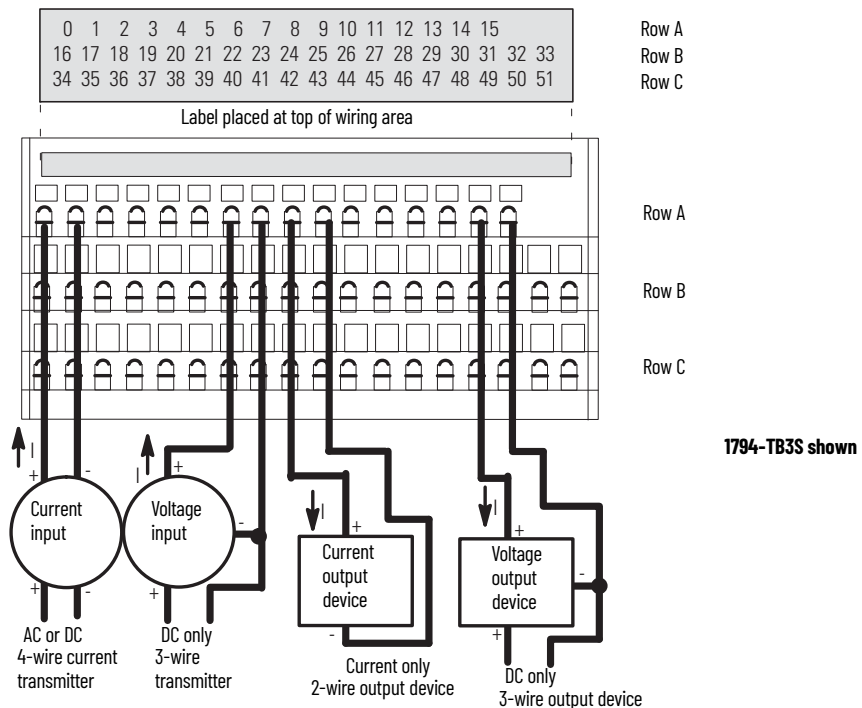 0 1 2 3 4 5 6 7 8 9 10 11 12 13 14 15 Row A
16 17 18 19 20 21 22 23 24 25 26 27 28 29 30 31 32 33 Row B
34 35 36 37 38 39 40 41 42 43 44 45 46 47 48 49 50 51 Row C
Label placed at top of wiring area
Row A
Row B
Row C
1794-TB3S shown
I
+
-
Current
input
+
-
AC or DC
4-wire current
transmitter
I
+
Voltage
input
-
+
DC only
3-wire
transmitter
I
+
Current
output
device
-
Current only
2-wire output device
I
+
Voltage
output
device
-
+
DC only
3-wire output device